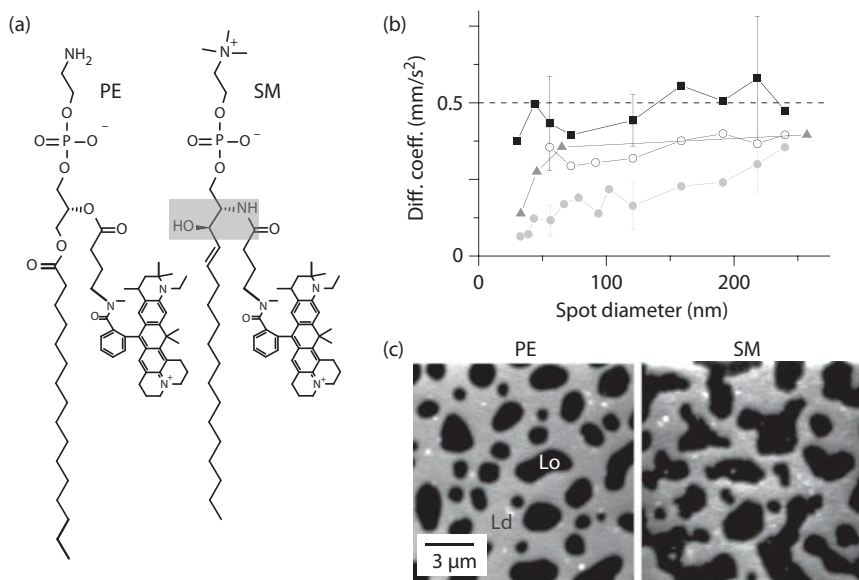 (a)
NH2
PE
O
O=P-O−
O
O
O
O
O
N
O
N
N+
N+
SM
O
O=P-O−
O
NH
HO
O
N
O
N
N+
(b)
Diff. coeff. (mm/s2)
0.5
0
0
100
200
Spot diameter (nm)
(c)
PE
SM
Lo
Ld
3 µm